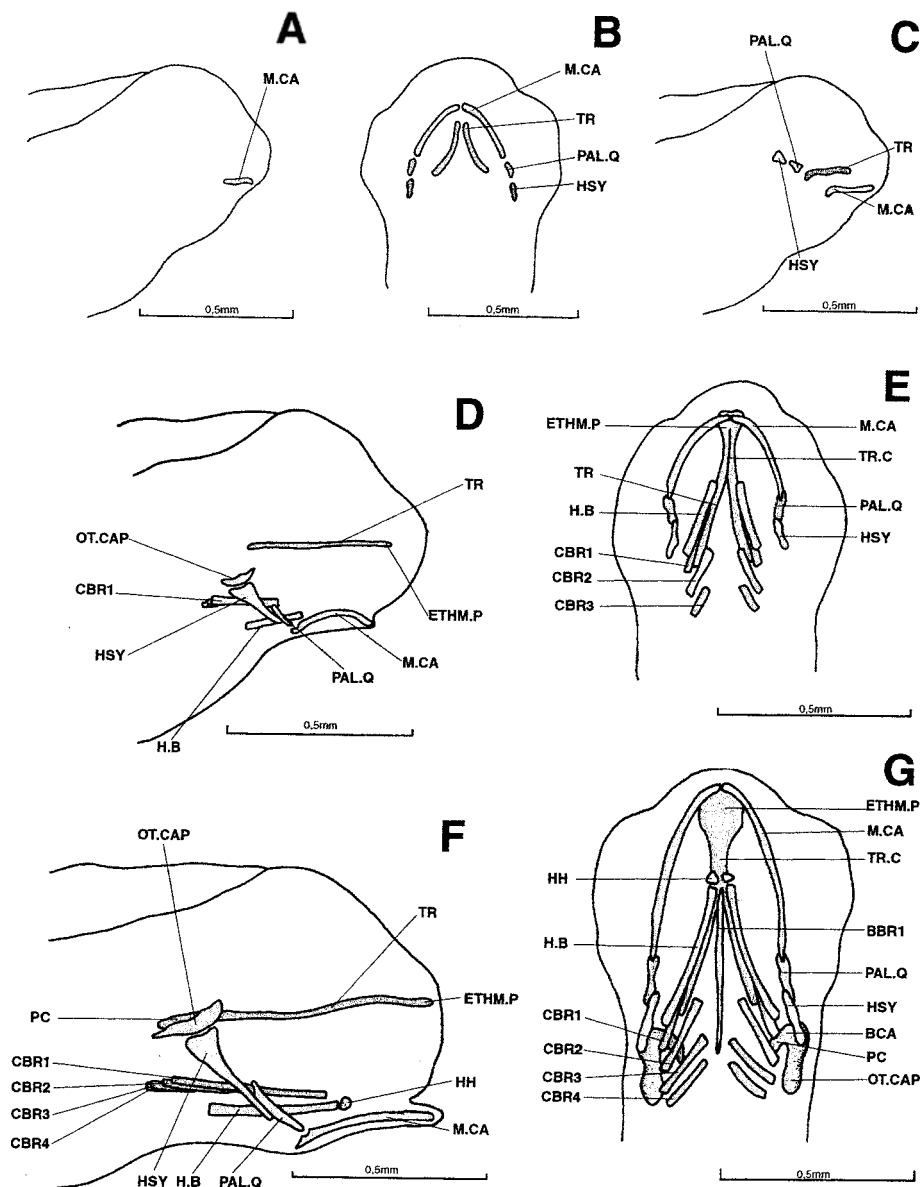 A
M.CA
0,5mm
B
M.CA
TR
PAL.Q
HSY
0,5mm
C
PAL.Q
TR
M.CA
HSY
0,5mm
D
TR
OT.CAP
CBR1
HSY
ETHM.P
M.CA
PAL.Q
H.B
0,5mm
E
ETHM.P
M.CA
TR.C
TR
H.B
PAL.Q
HSY
CBR1
CBR2
CBR3
0,5mm
F
OT.CAP
TR
PC
ETHM.P
CBR1
CBR2
CBR3
CBR4
HH
M.CA
HSY
H.B
PAL.Q
0,5mm
G
ETHM.P
M.CA
TR.C
HH
BBR1
H.B
PAL.Q
HSY
CBR1
BCA
CBR2
PC
CBR3
OT.CAP
CBR4
0,5mm